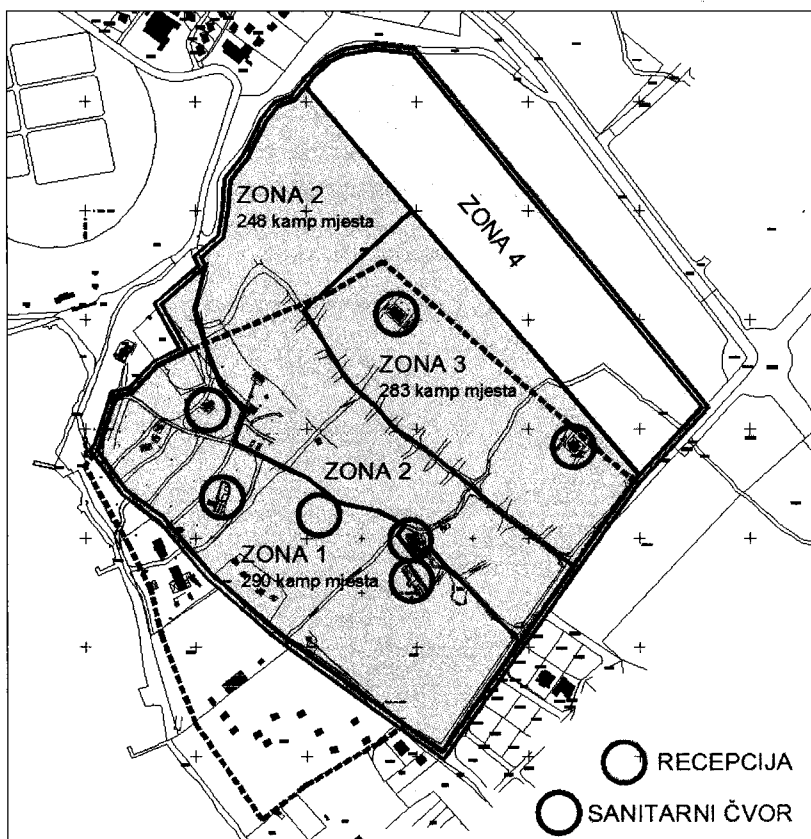 ZONA 2
248 kamp mjesta
ZONA 4
ZONA 3
283 kamp mjesta
ZONA 2
ZONA 1
290 kamp mjesta
RECEPCIJA
SANITARNI ČVOR